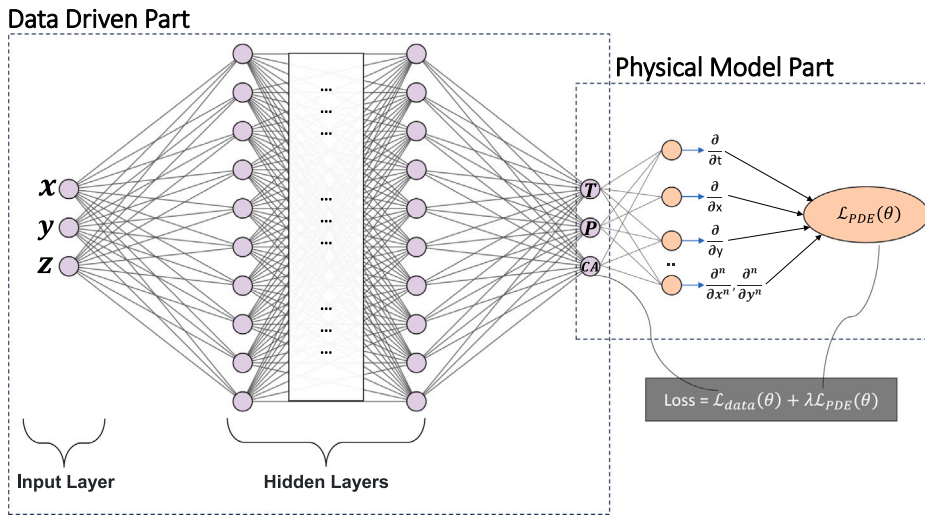 Data Driven Part
Physical Model Part
x
y
z
...
...
...
...
...
...
...
...
...
T
P
CA
∂/∂t
∂/∂x
∂/∂y
..
∂ⁿ/∂xⁿ, ∂ⁿ/∂yⁿ
ℒ_PDE(θ)
Loss = ℒ_data(θ) + λℒ_PDE(θ)
Input Layer
Hidden Layers